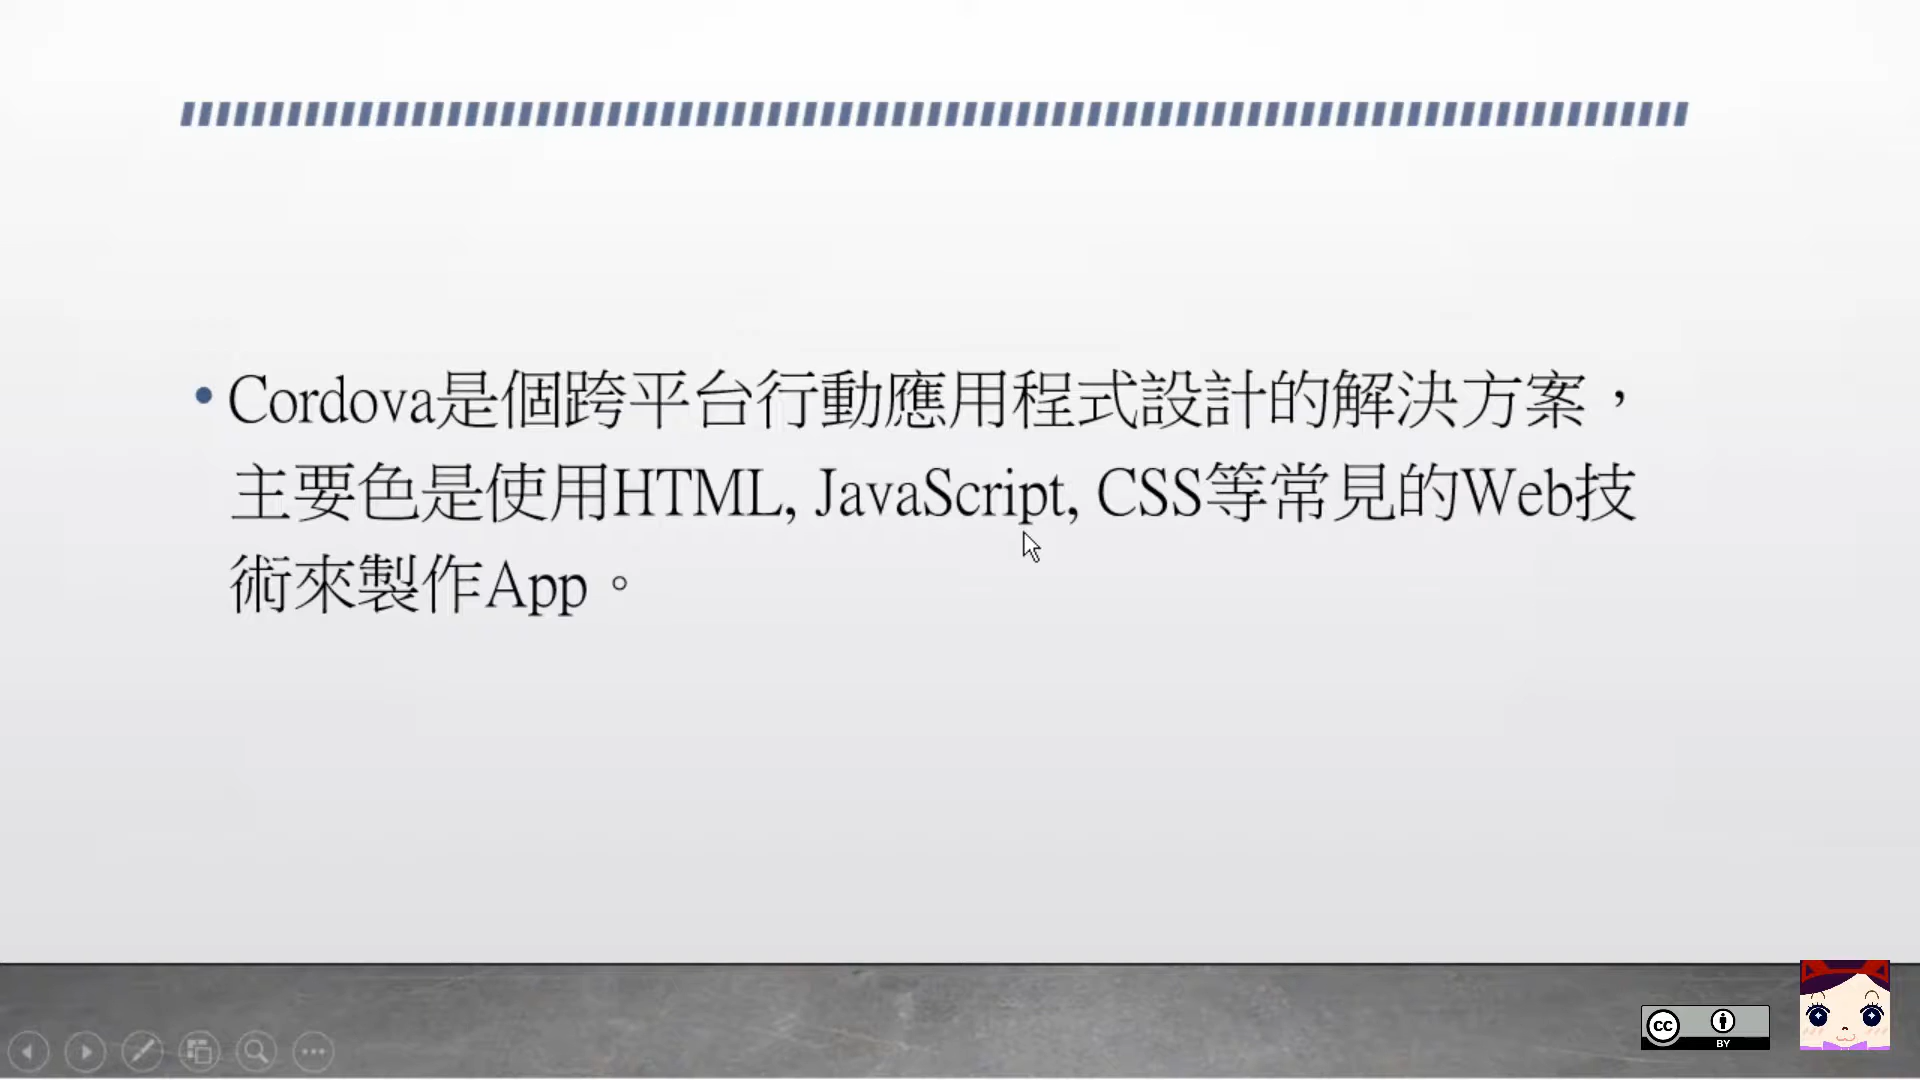 • Cordova是個跨平台行動應用程式設計的解決方案，
主要色是使用HTML, JavaScript, CSS等常見的Web技
術來製作App。
cc
BY